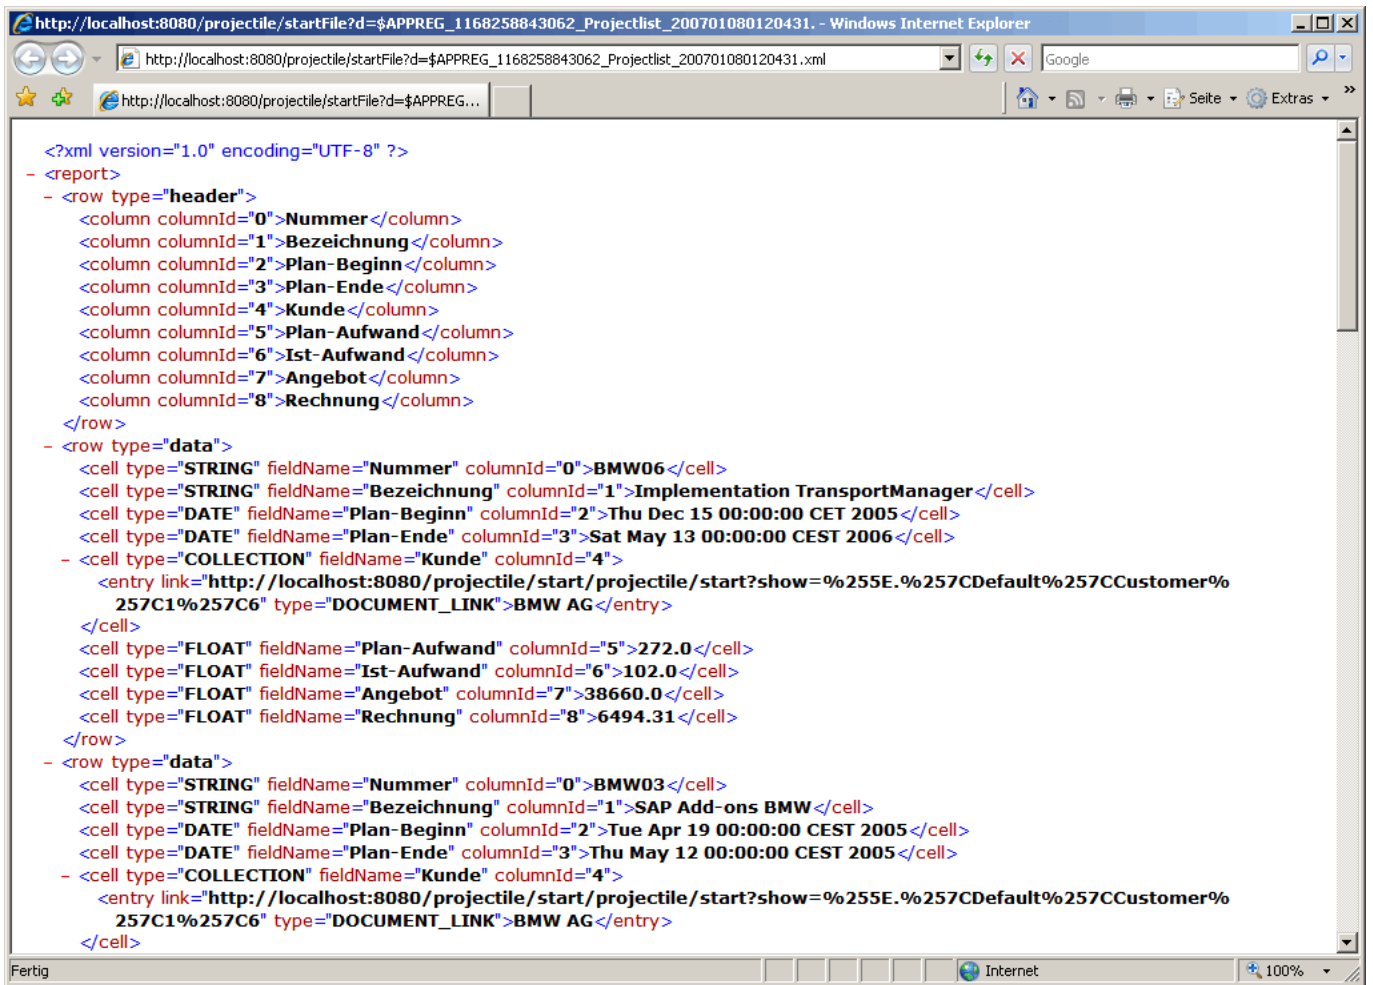 http://localhost:8080/projectile/startFile?d=$APPREG_1168258843062_Projectlist_200701080120431. - Windows Internet Explorer
http://localhost:8080/projectile/startFile?d=$APPREG_1168258843062_Projectlist_200701080120431.xml
Google
http://localhost:8080/projectile/startFile?d=$APPREG...
Seite
Extras
<?xml version="1.0" encoding="UTF-8" ?>
- <report>
- <row type="header">
<column columnId="0">Nummer</column>
<column columnId="1">Bezeichnung</column>
<column columnId="2">Plan-Beginn</column>
<column columnId="3">Plan-Ende</column>
<column columnId="4">Kunde</column>
<column columnId="5">Plan-Aufwand</column>
<column columnId="6">Ist-Aufwand</column>
<column columnId="7">Angebot</column>
<column columnId="8">Rechnung</column>
</row>
- <row type="data">
<cell type="STRING" fieldName="Nummer" columnId="0">BMW06</cell>
<cell type="STRING" fieldName="Bezeichnung" columnId="1">Implementation TransportManager</cell>
<cell type="DATE" fieldName="Plan-Beginn" columnId="2">Thu Dec 15 00:00:00 CET 2005</cell>
<cell type="DATE" fieldName="Plan-Ende" columnId="3">Sat May 13 00:00:00 CEST 2006</cell>
- <cell type="COLLECTION" fieldName="Kunde" columnId="4">
<entry link="http://localhost:8080/projectile/start/projectile/start?show=%255E.%257CDefault%257CCustomer%
257C1%257C6" type="DOCUMENT_LINK">BMW AG</entry>
</cell>
<cell type="FLOAT" fieldName="Plan-Aufwand" columnId="5">272.0</cell>
<cell type="FLOAT" fieldName="Ist-Aufwand" columnId="6">102.0</cell>
<cell type="FLOAT" fieldName="Angebot" columnId="7">38660.0</cell>
<cell type="FLOAT" fieldName="Rechnung" columnId="8">6494.31</cell>
</row>
- <row type="data">
<cell type="STRING" fieldName="Nummer" columnId="0">BMW03</cell>
<cell type="STRING" fieldName="Bezeichnung" columnId="1">SAP Add-ons BMW</cell>
<cell type="DATE" fieldName="Plan-Beginn" columnId="2">Tue Apr 19 00:00:00 CEST 2005</cell>
<cell type="DATE" fieldName="Plan-Ende" columnId="3">Thu May 12 00:00:00 CEST 2005</cell>
- <cell type="COLLECTION" fieldName="Kunde" columnId="4">
<entry link="http://localhost:8080/projectile/start/projectile/start?show=%255E.%257CDefault%257CCustomer%
257C1%257C6" type="DOCUMENT_LINK">BMW AG</entry>
</cell>
Fertig
Internet
100%